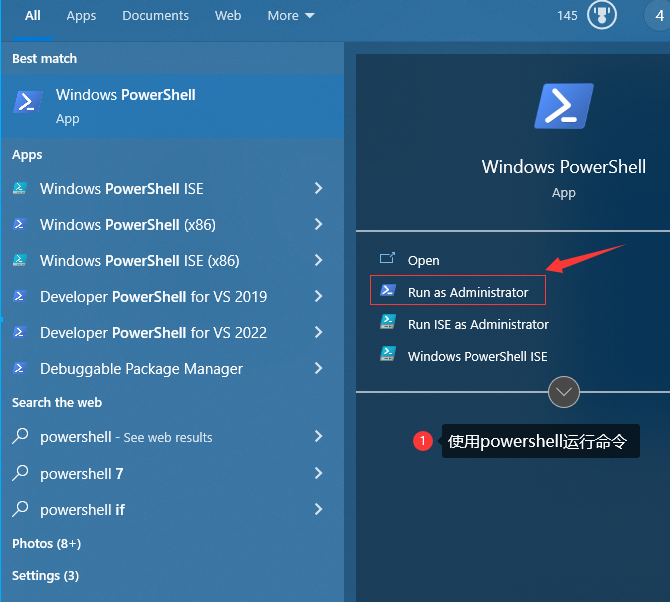 All Apps Documents Web More 145 4
Best match
Windows PowerShell
App
Apps
Windows PowerShell ISE
Windows PowerShell (x86)
Windows PowerShell ISE (x86)
Developer PowerShell for VS 2019
Developer PowerShell for VS 2022
Debuggable Package Manager
Search the web
powershell - See web results
powershell 7
powershell if
Photos (8+)
Settings (3)
Windows PowerShell
App
Open
Run as Administrator
Run ISE as Administrator
Windows PowerShell ISE
1 使用powershell运行命令